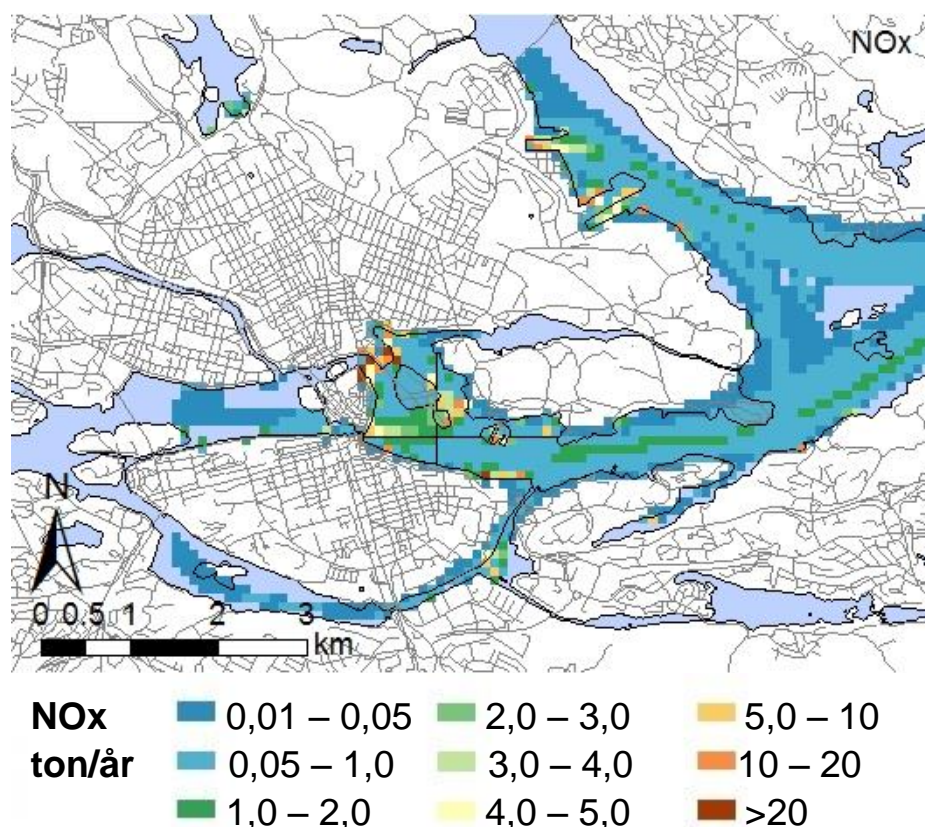 NOx
N
0 0.5 1 2 3
km
NOx 0,01 – 0,05 2,0 – 3,0 5,0 – 10
ton/år 0,05 – 1,0 3,0 – 4,0 10 – 20
1,0 – 2,0 4,0 – 5,0 >20